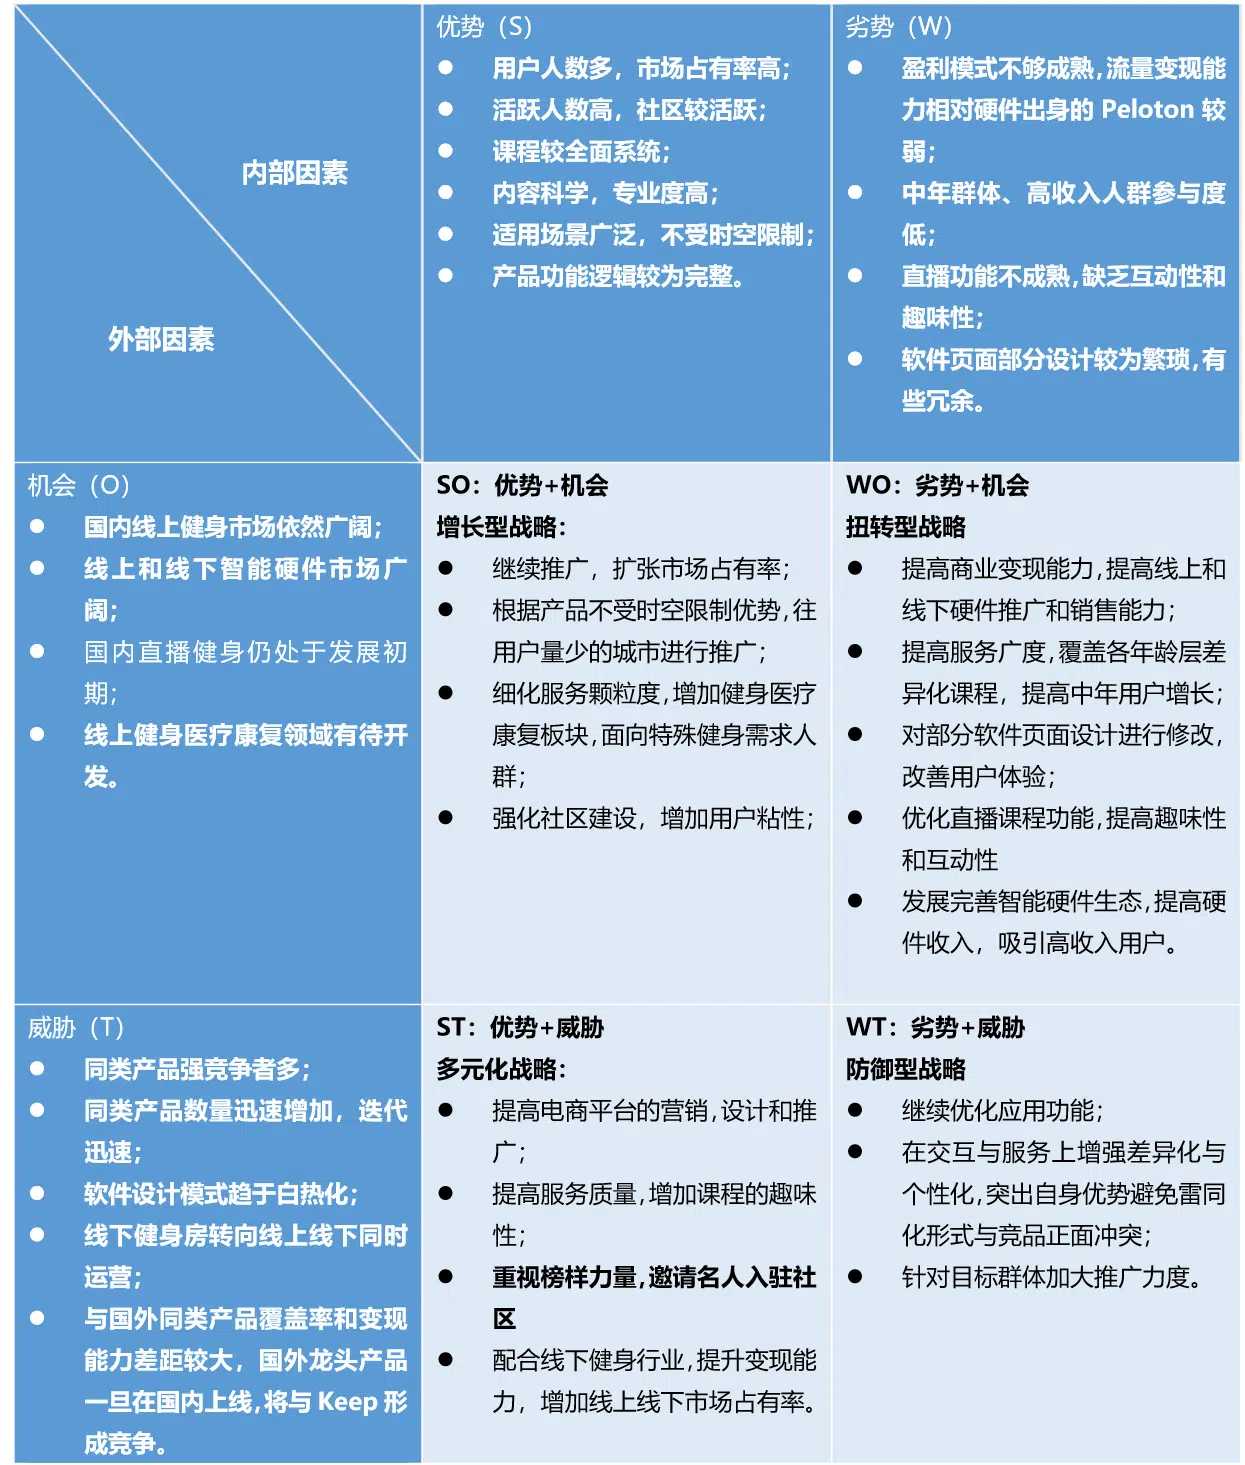 内部因素
外部因素
优势（S）
● 用户人数多，市场占有率高；
● 活跃人数高，社区较活跃；
● 课程较全面系统；
● 内容科学，专业度高；
● 适用场景广泛，不受时空限制；
● 产品功能逻辑较为完整。
劣势（W）
● 盈利模式不够成熟，流量变现能
力相对硬件出身的 Peloton 较
弱；
● 中年群体、高收入人群参与度
低；
● 直播功能不成熟，缺乏互动性和
趣味性；
● 软件页面部分设计较为繁琐，有
些冗余。
机会（O）
● 国内线上健身市场依然广阔；
● 线上和线下智能硬件市场广
阔；
● 国内直播健身仍处于发展初
期；
● 线上健身医疗康复领域有待开
发。
SO：优势+机会
增长型战略：
● 继续推广，扩张市场占有率；
● 根据产品不受时空限制优势，往
用户量少的城市进行推广；
● 细化服务颗粒度，增加健身医疗
康复板块，面向特殊健身需求人
群；
● 强化社区建设，增加用户粘性；
WO：劣势+机会
扭转型战略
● 提高商业变现能力，提高线上和
线下硬件推广和销售能力；
● 提高服务广度，覆盖各年龄层差
异化课程，提高中年用户增长；
● 对部分软件页面设计进行修改，
改善用户体验；
● 优化直播课程功能，提高趣味性
和互动性
● 发展完善智能硬件生态，提高硬
件收入，吸引高收入用户。
威胁（T）
● 同类产品强竞争者多；
● 同类产品数量迅速增加，迭代
迅速；
● 软件设计模式趋于白热化；
● 线下健身房转向线上线下同时
运营；
● 与国外同类产品覆盖率和变现
能力差距较大，国外龙头产品
一旦在国内上线，将与 Keep 形
成竞争。
ST：优势+威胁
多元化战略：
● 提高电商平台的营销，设计和推
广；
● 提高服务质量，增加课程的趣味
性；
● 重视榜样力量，邀请名人入驻社
区
● 配合线下健身行业，提升变现能
力，增加线上线下市场占有率。
WT：劣势+威胁
防御型战略
● 继续优化应用功能；
● 在交互与服务上增强差异化与
个性化，突出自身优势避免雷同
化形式与竞品正面冲突；
● 针对目标群体加大推广力度。